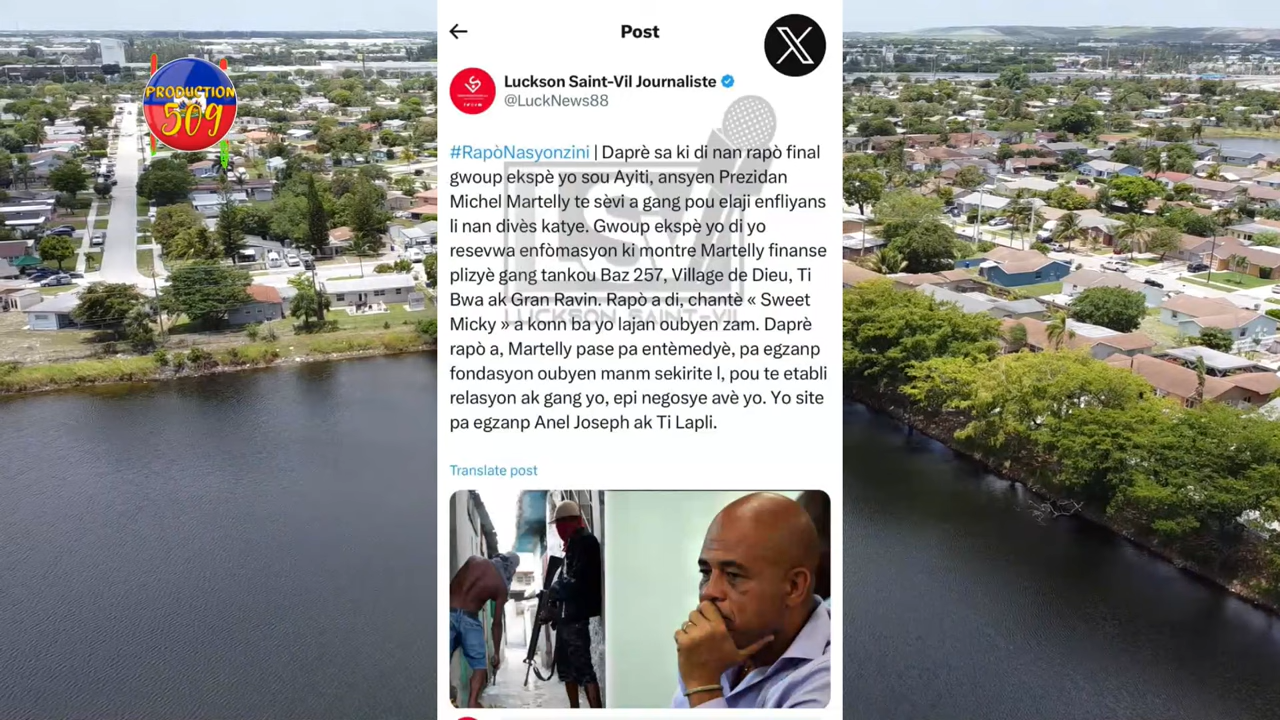 PRODUCTION
509
Post
X
Luckson Saint-Vil Journaliste
@LuckNews88
#RapòNasyonzini | Daprè sa ki di nan rapò final
gwoup ekspè yo sou Ayiti, ansyen Prezidan
Michel Martelly te sèvi a gang pou elaji enfliyans
li nan divès katye. Gwoup ekspè yo di yo
resevwa enfòmasyon ki montre Martelly finanse
plizyè gang tankou Baz 257, Village de Dieu, Ti
Bwa ak Gran Ravin. Rapò a di, chantè « Sweet
Micky » a konn ba yo lajan oubyen zam. Daprè
rapò a, Martelly pase pa entèmedyè, pa egzanp
fondasyon oubyen manm sekirite l, pou te etabli
relasyon ak gang yo, epi negosye avè yo. Yo site
pa egzanp Anel Joseph ak Ti Lapli.
LSV
LUCKSON SAINT-VIL
Translate post